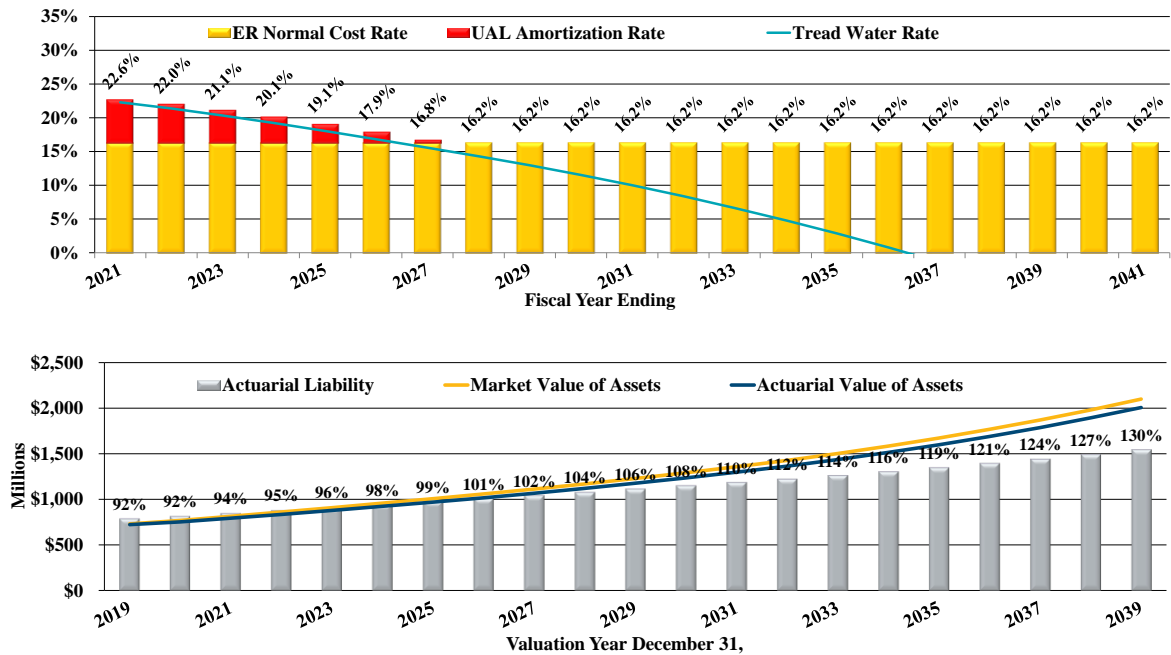 35%
ER Normal Cost Rate UAL Amortization Rate Tread Water Rate
30%
25%
20%
15%
10%
5%
0%
22.6% 22.0% 21.1% 20.1% 19.1% 17.9% 16.8% 16.2% 16.2% 16.2% 16.2% 16.2% 16.2% 16.2% 16.2% 16.2% 16.2% 16.2% 16.2% 16.2% 16.2%
2021 2023 2025 2027 2029 2031 2033 2035 2037 2039 2041
Fiscal Year Ending
$2,500
Actuarial Liability Market Value of Assets Actuarial Value of Assets
$2,000
$1,500
$1,000
$500
$0
Millions
92% 92% 94% 95% 96% 98% 99% 101% 102% 104% 106% 108% 110% 112% 114% 116% 119% 121% 124% 127% 130%
2019 2021 2023 2025 2027 2029 2031 2033 2035 2037 2039
Valuation Year December 31,